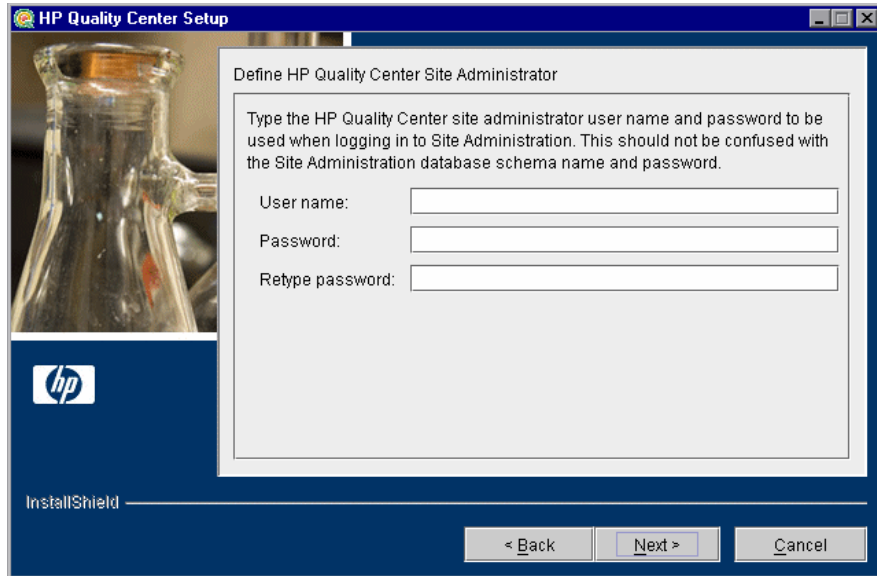 HP Quality Center Setup
Define HP Quality Center Site Administrator
Type the HP Quality Center site administrator user name and password to be
used when logging in to Site Administration. This should not be confused with
the Site Administration database schema name and password.
User name:
Password:
Retype password:
hp
InstallShield
< Back
Next >
Cancel